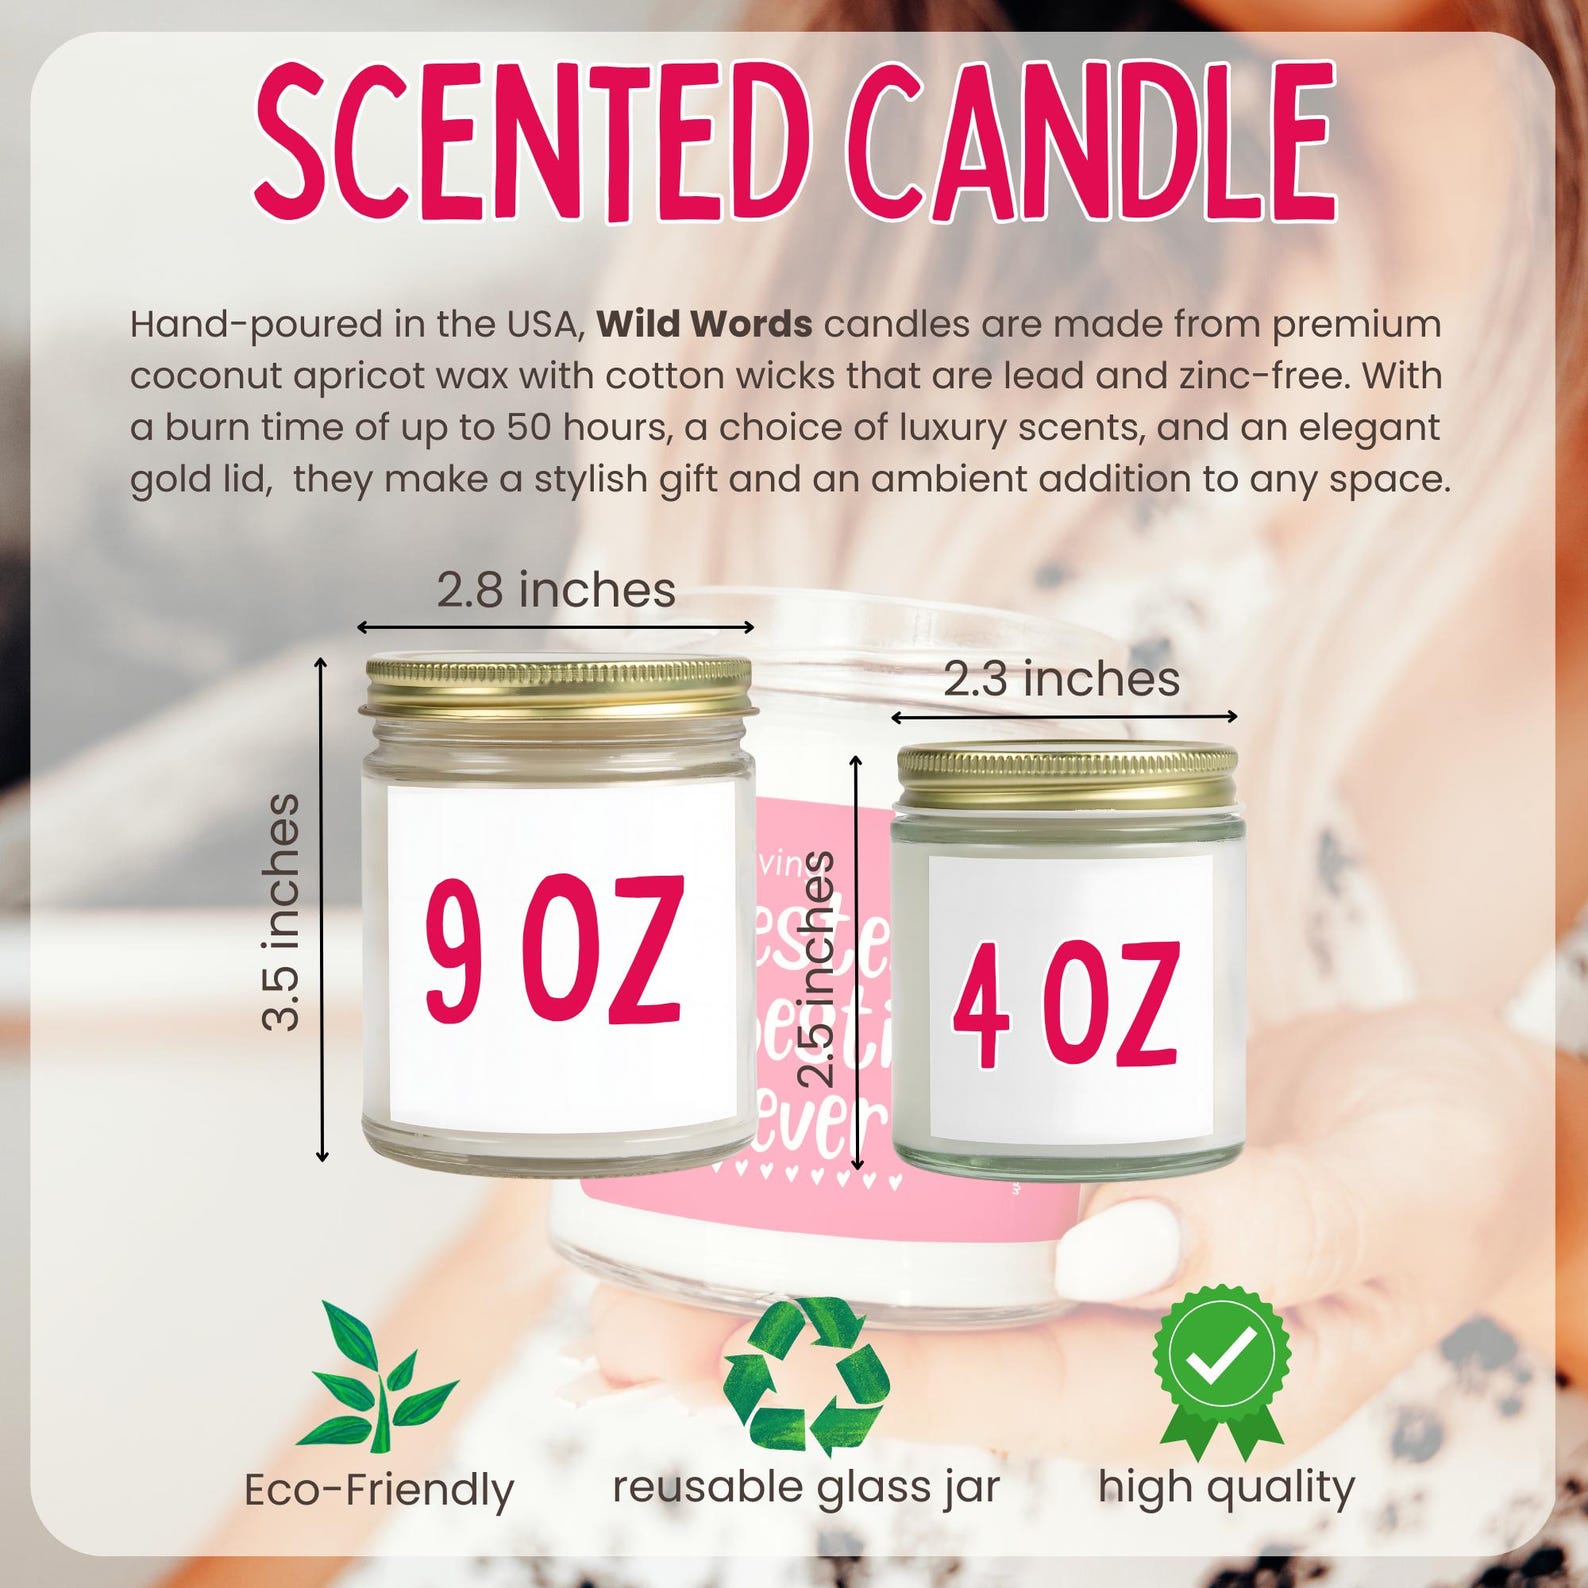 SCENTED CANDLE
Hand-poured in the USA, Wild Words candles are made from premium
coconut apricot wax with cotton wicks that are lead and zinc-free. With
a burn time of up to 50 hours, a choice of luxury scents, and an elegant
gold lid, they make a stylish gift and an ambient addition to any space.
2.8 inches
3.5 inches
9 OZ
2.3 inches
2.5 inches
4 OZ
ever
Eco-Friendly
reusable glass jar
high quality